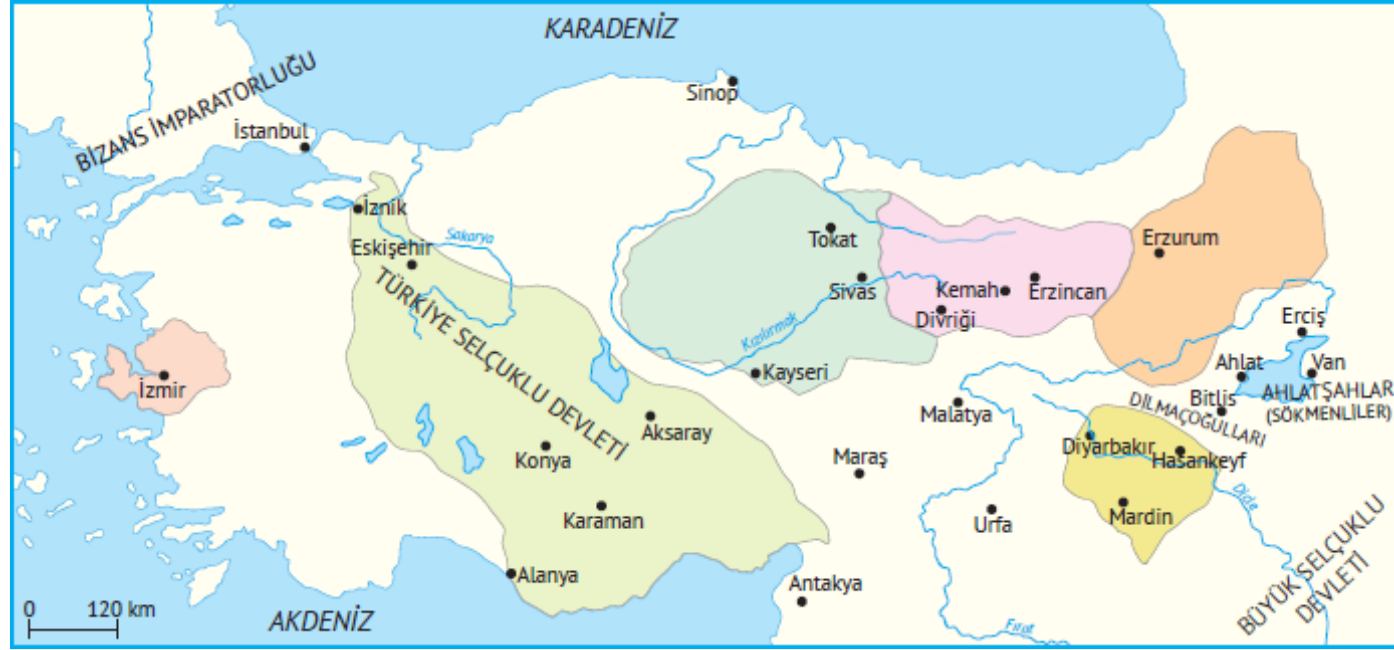 KARADENİZ
BİZANS İMPARATORLUĞU
Sinop
İstanbul
İznik
Sakarya
Eskişehir
Tokat
Erzurum
Sivas
Kemah
Erzincan
Divriği
Kızılırmak
Kayseri
TÜRKİYE SELÇUKLU DEVLETİ
İzmir
Erciş
Ahlat
Van
Bitlis
AHLATŞAHLAR
(SÖKMENLİLER)
DİLMAÇOĞULLARI
Malatya
Aksaray
Konya
Maraş
Diyarbakır
Hasankeyf
Karaman
Urfa
Mardin
Dicle
Alanya
Antakya
BÜYÜK SELÇUKLU
DEVLETİ
0 120 km
AKDENİZ
Fırat